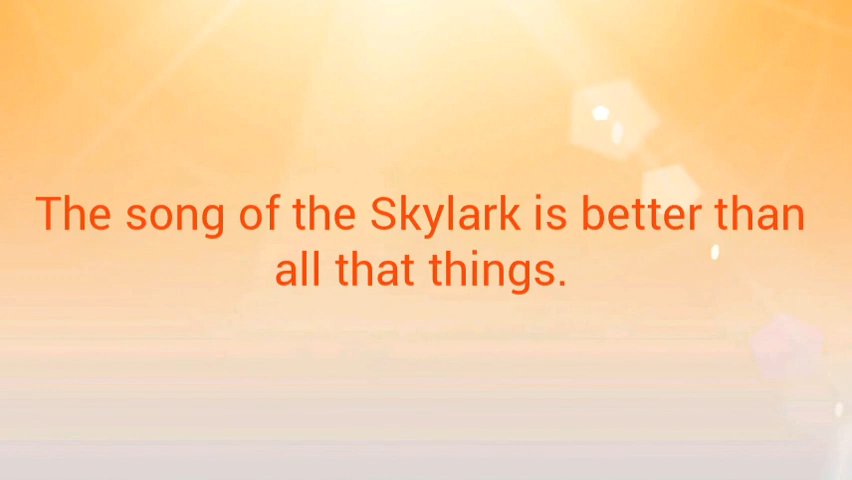 The song of the Skylark is better than
all that things.